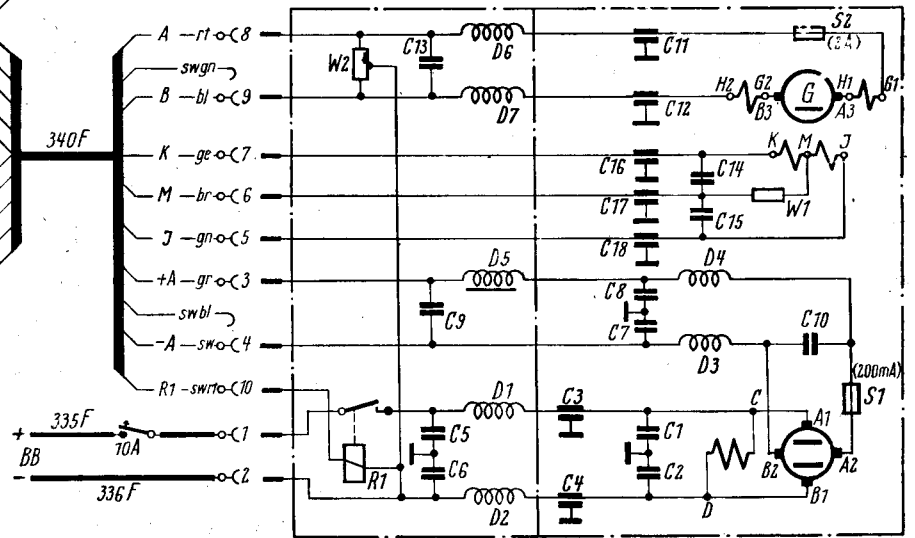 A rt 8 C13 D6 C11 S2
W2 (2A)
swgn
B bl 9 D7 C12 H2 G2 B3 G H1 A3 G1
340F
K ge 7 C16 C14 K M J
M br 6 C17 W1
J gn 5 C18 C15
+A gr 3 D5 C8 D4
swbl C9 C7 C10
-A sw 4 D3
(200mA)
R1 swrt 10 D1 C3 C S1
+ 335F 10A 1 C5 C1 A1
BB R1 C6 C2 B2 A2
- 336F 2 D2 C4 D B1